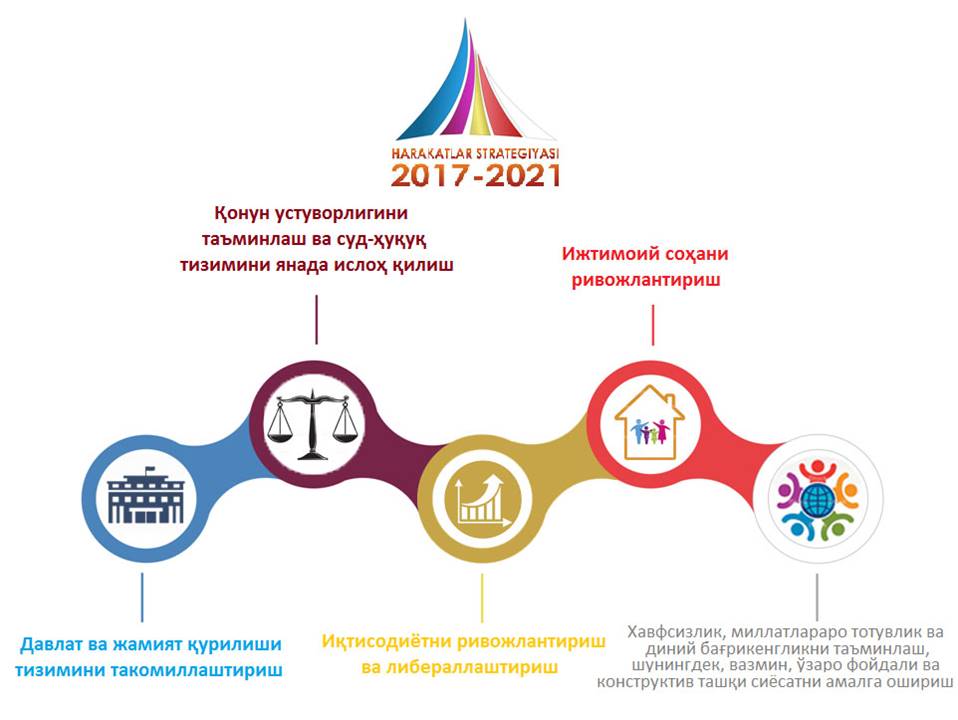 HARAKATLAR STRATEGIYASI
2017-2021
Қонун устуворлигини
таъминлаш ва суд-ҳуқуқ
тизимини янада ислоҳ қилиш
Ижтимоий соҳани
ривожлантириш
Давлат ва жамият қурилиши
тизимини такомиллаштириш
Иқтисодиётни ривожлантириш
ва либераллаштириш
Хавфсизлик, миллатлараро тотувлик ва
диний бағрикенгликни таъминлаш,
шунингдек, вазмин, ўзаро фойдали ва
конструктив ташқи сиёсатни амалга ошириш